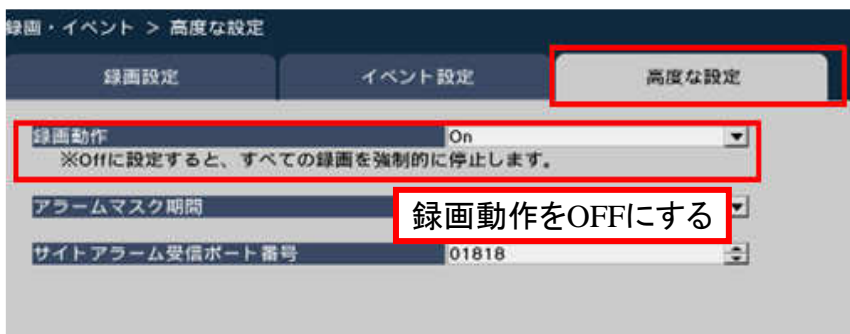 録画・イベント > 高度な設定
録画設定 イベント設定 高度な設定
録画動作 On
※Offに設定すると、すべての録画を強制的に停止します。
アラームマスク期間
録画動作をOFFにする
サイトアラーム受信ポート番号 01818